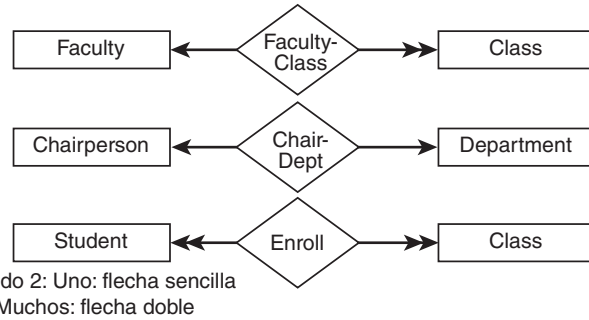 Faculty
Faculty-
Class
Class
Chairperson
Chair-
Dept
Department
Student
Enroll
Class
do 2: Uno: flecha sencilla
Muchos: flecha doble